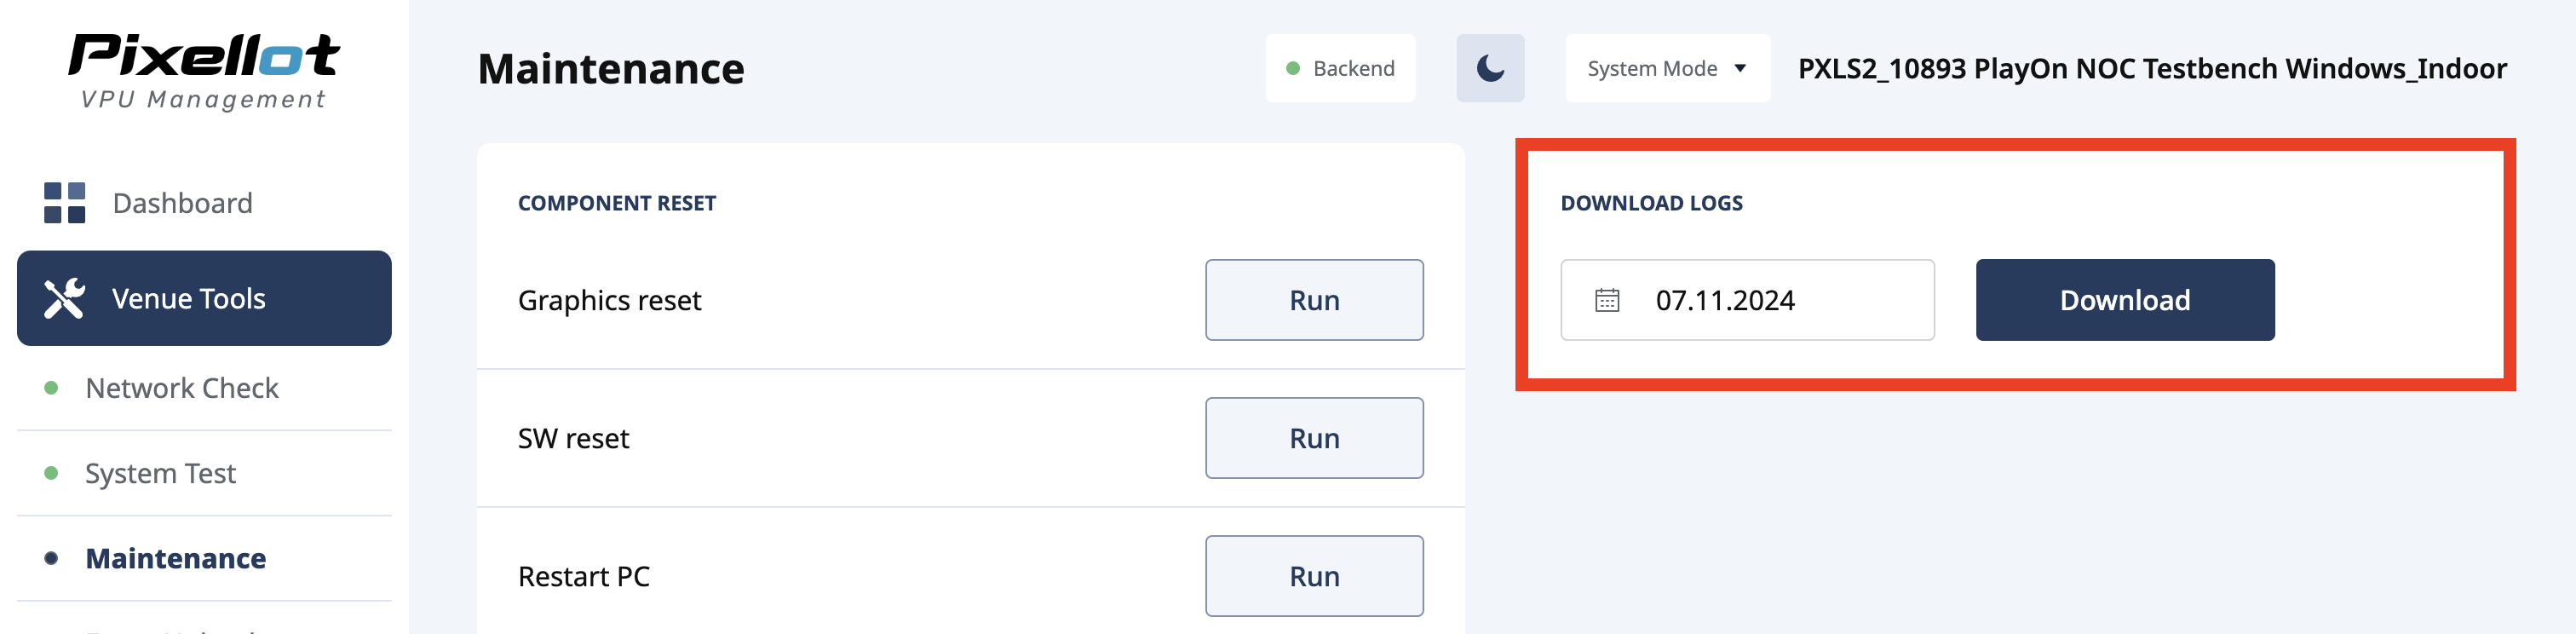 Pixellot
VPU Management
Dashboard
Venue Tools
Network Check
System Test
Maintenance
Maintenance
Backend
System Mode
PXLS2_10893 PlayOn NOC Testbench Windows_Indoor
COMPONENT RESET
Graphics reset
Run
SW reset
Run
Restart PC
Run
DOWNLOAD LOGS
07.11.2024
Download